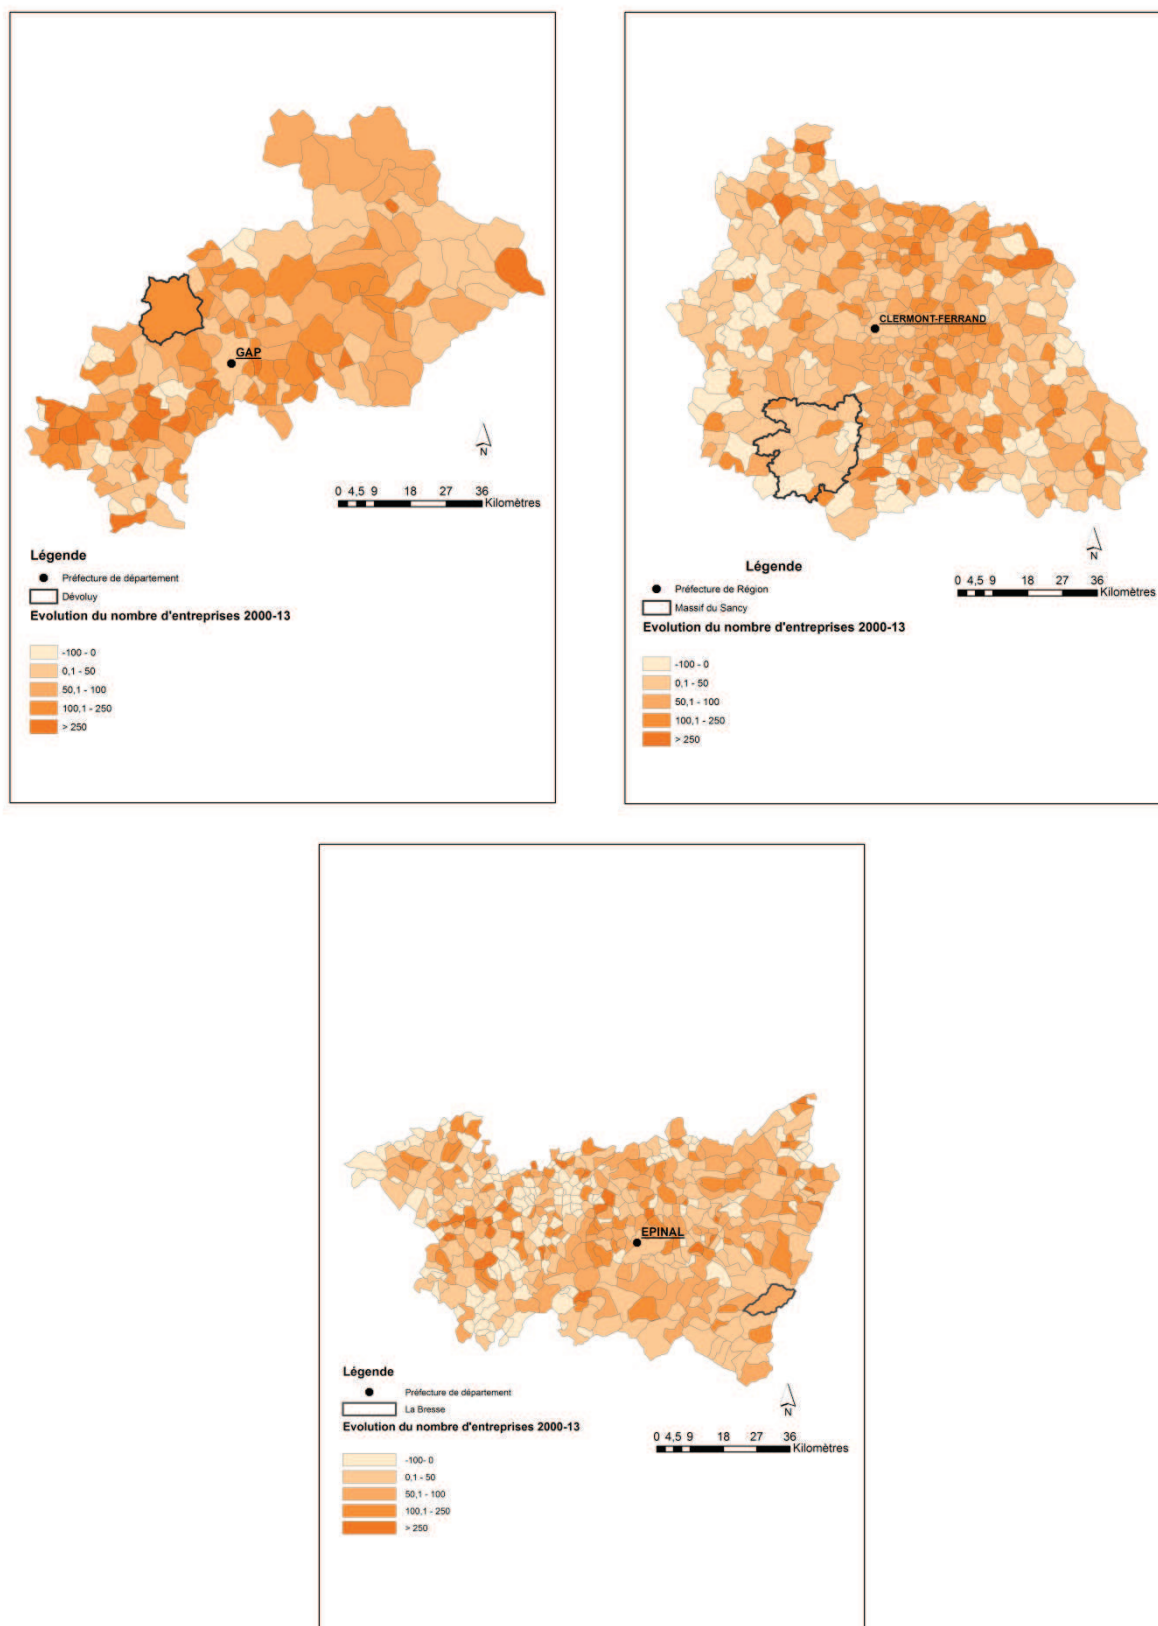 GAP
N
0 4,5 9 18 27 36
Kilomètres
Légende
Préfecture de département
Dévoluy
Evolution du nombre d'entreprises 2000-13
-100 - 0
0,1 - 50
50,1 - 100
100,1 - 250
> 250
CLERMONT-FERRAND
N
0 4,5 9 18 27 36
Kilomètres
Légende
Préfecture de Région
Massif du Sancy
Evolution du nombre d'entreprises 2000-13
-100 - 0
0,1 - 50
50,1 - 100
100,1 - 250
> 250
EPINAL
Légende
Préfecture de département
La Bresse
N
Evolution du nombre d'entreprises 2000-13
0 4,5 9 18 27 36
Kilomètres
-100- 0
0,1 - 50
50,1 - 100
100,1 - 250
> 250